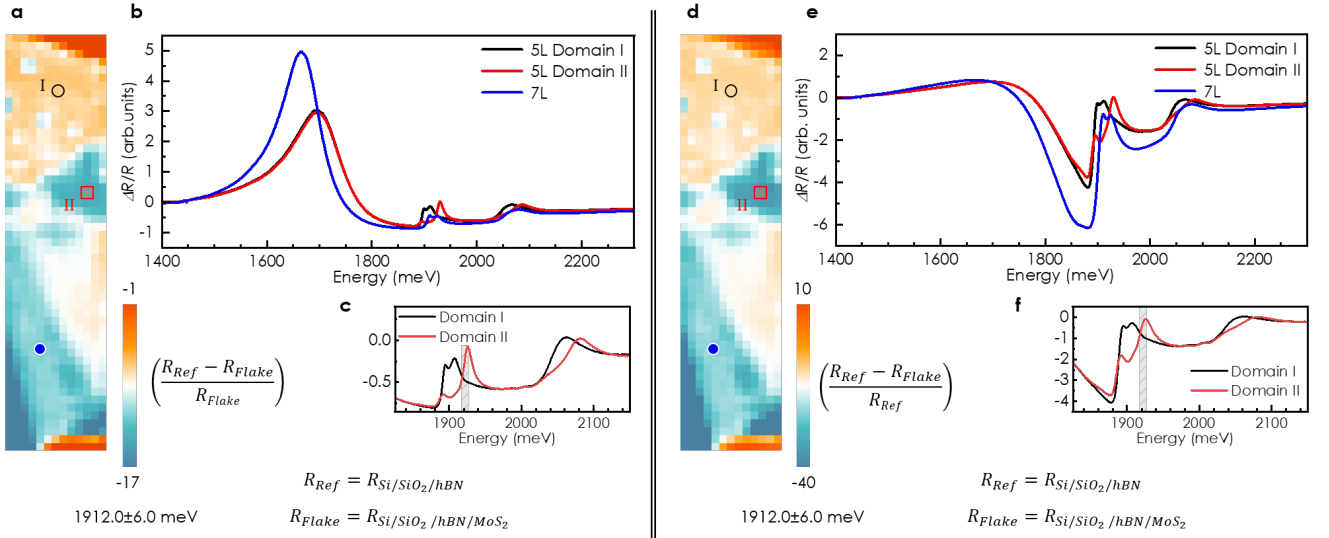 a
I
II
-1
-17
1912.0±6.0 meV
(R_Ref − R_Flake / R_Flake)
b
ΔR/R (arb.units)
5
4
3
2
1
0
-1
5L Domain I
5L Domain II
7L
1400 1600 1800 2000 2200
Energy (meV)
c
Domain I
Domain II
0.0
-0.5
1900 2000 2100
Energy (meV)
R_Ref = R_Si/SiO₂/hBN
R_Flake = R_Si/SiO₂/hBN/MoS₂
d
I
II
10
-40
1912.0±6.0 meV
(R_Ref − R_Flake / R_Ref)
e
ΔR/R (arb. units)
2
0
-2
-4
-6
5L Domain I
5L Domain II
7L
1400 1600 1800 2000 2200
Energy (meV)
f
0
-1
-2
-3
-4
Domain I
Domain II
1900 2000 2100
Energy (meV)
R_Ref = R_Si/SiO₂/hBN
R_Flake = R_Si/SiO₂/hBN/MoS₂